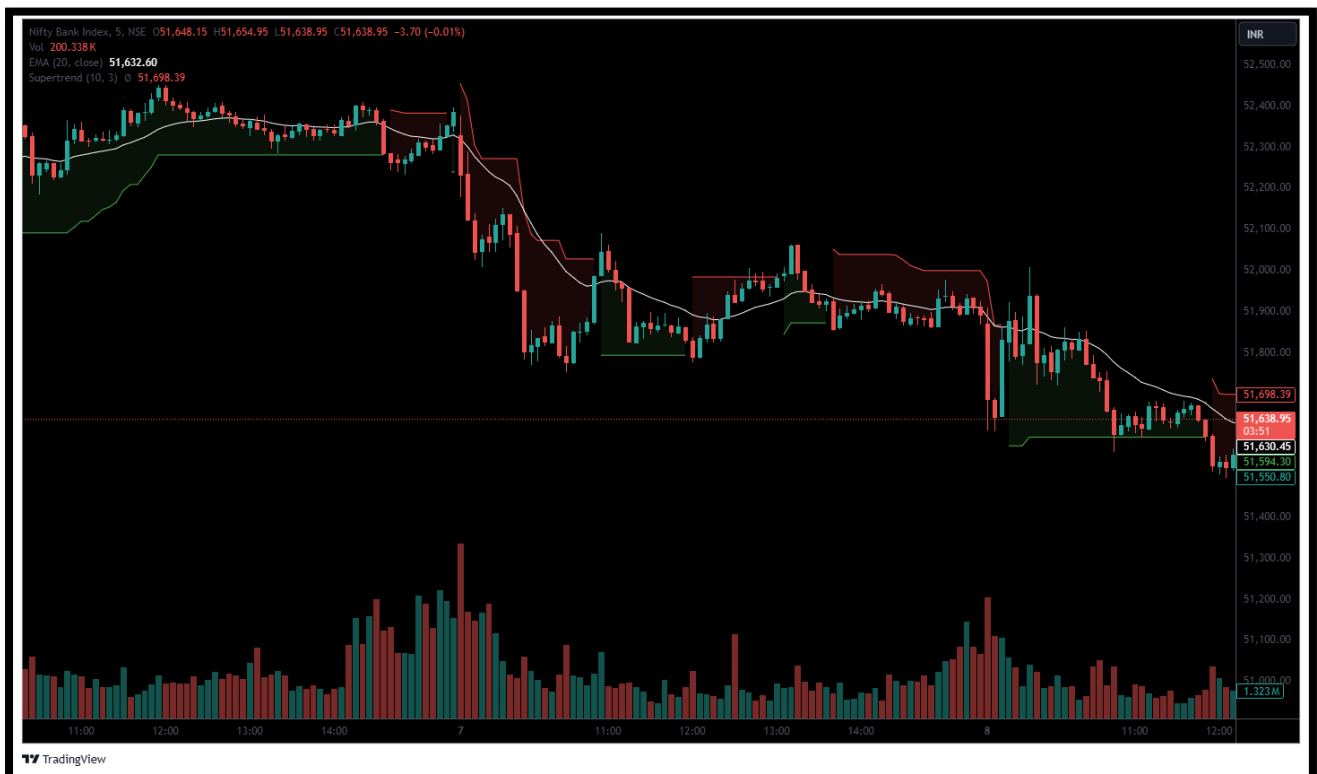 Nifty Bank Index, 5, NSE O51,648.15 H51,654.95 L51,638.95 C51,638.95 −3.70 (−0.01%)
Vol 200.338K
EMA (20, close) 51,632.60
Supertrend (10, 3) Ø 51,698.39
INR
52,500.00
52,400.00
52,300.00
52,200.00
52,100.00
52,000.00
51,900.00
51,800.00
51,698.39
51,638.95
03:51
51,630.45
51,594.30
51,550.80
51,400.00
51,300.00
51,200.00
51,100.00
51,000.00
1.323M
11:00 12:00 13:00 14:00 7 11:00 12:00 13:00 14:00 8 11:00 12:00
TradingView